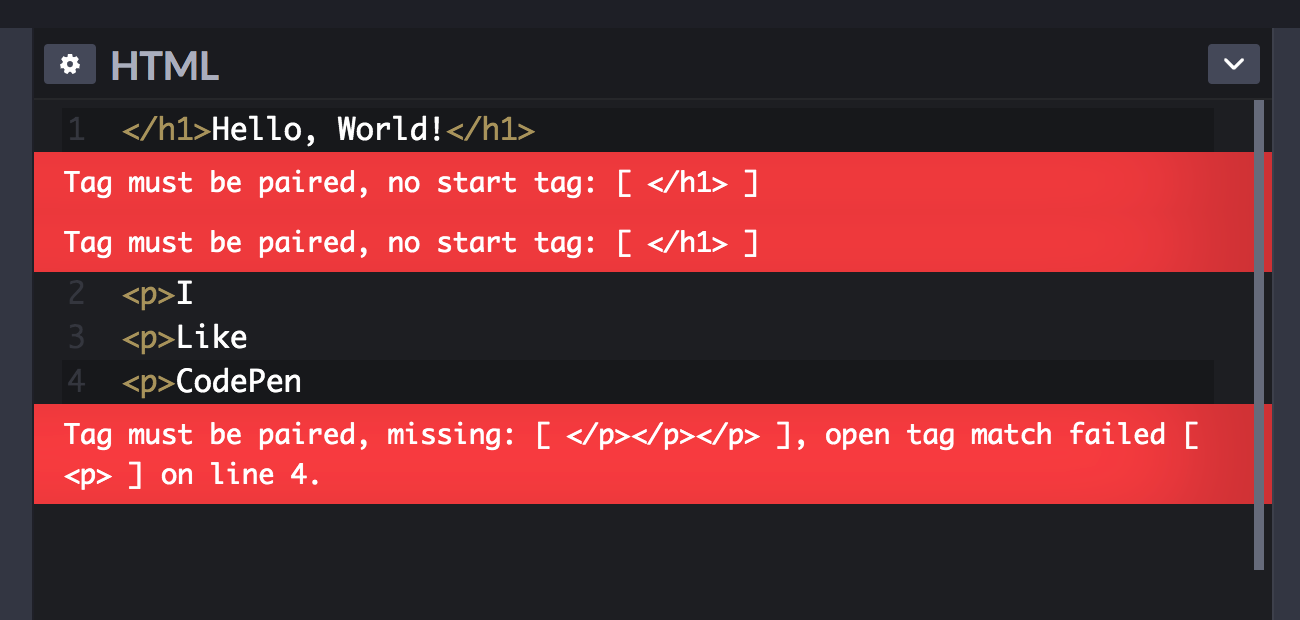 HTML
1 </h1>Hello, World!</h1>
Tag must be paired, no start tag: [ </h1> ]
Tag must be paired, no start tag: [ </h1> ]
2 <p>I
3 <p>Like
4 <p>CodePen
Tag must be paired, missing: [ </p></p></p> ], open tag match failed [
<p> ] on line 4.